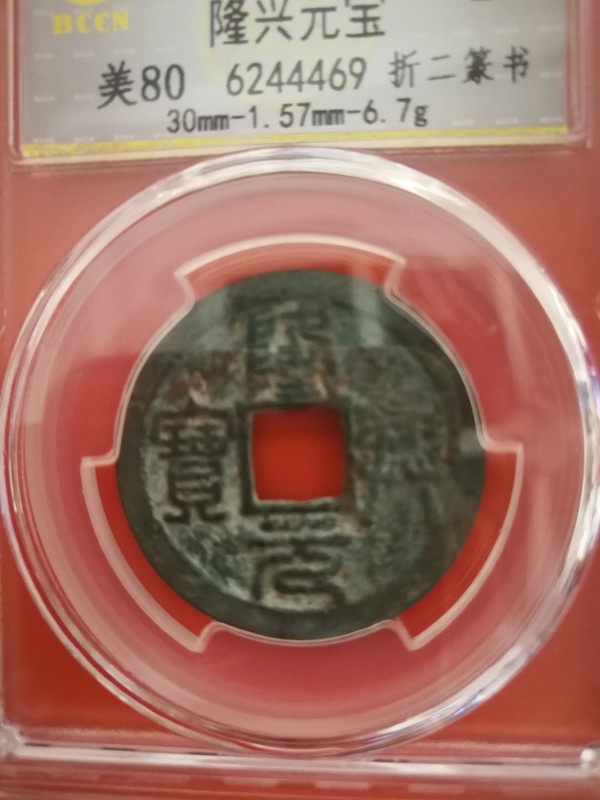 BCCN
隆兴元宝
美80 6244469 折二篆书
30mm-1.57mm-6.7g
隆
寶 興
元